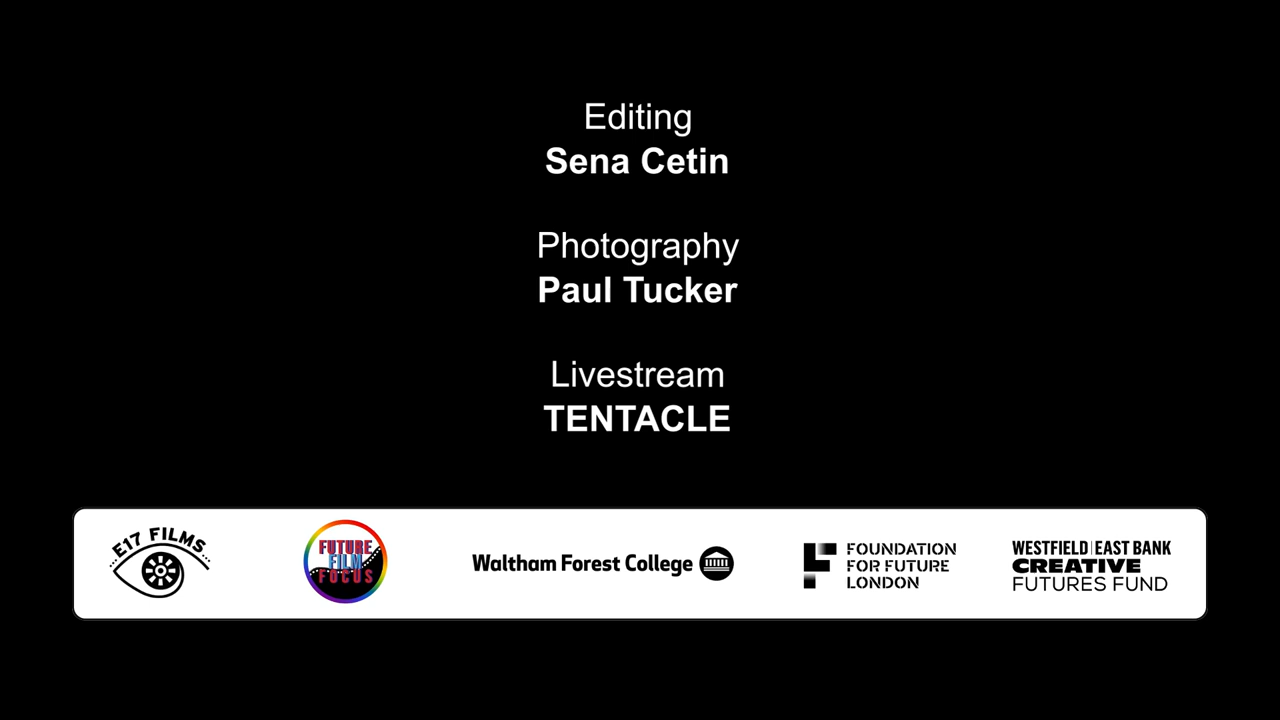 Editing
Sena Cetin
Photography
Paul Tucker
Livestream
TENTACLE
E17 FILMS
FUTURE
FILM
FOCUS
Waltham Forest College
FOUNDATION
FOR FUTURE
LONDON
WESTFIELD | EAST BANK
CREATIVE
FUTURES FUND